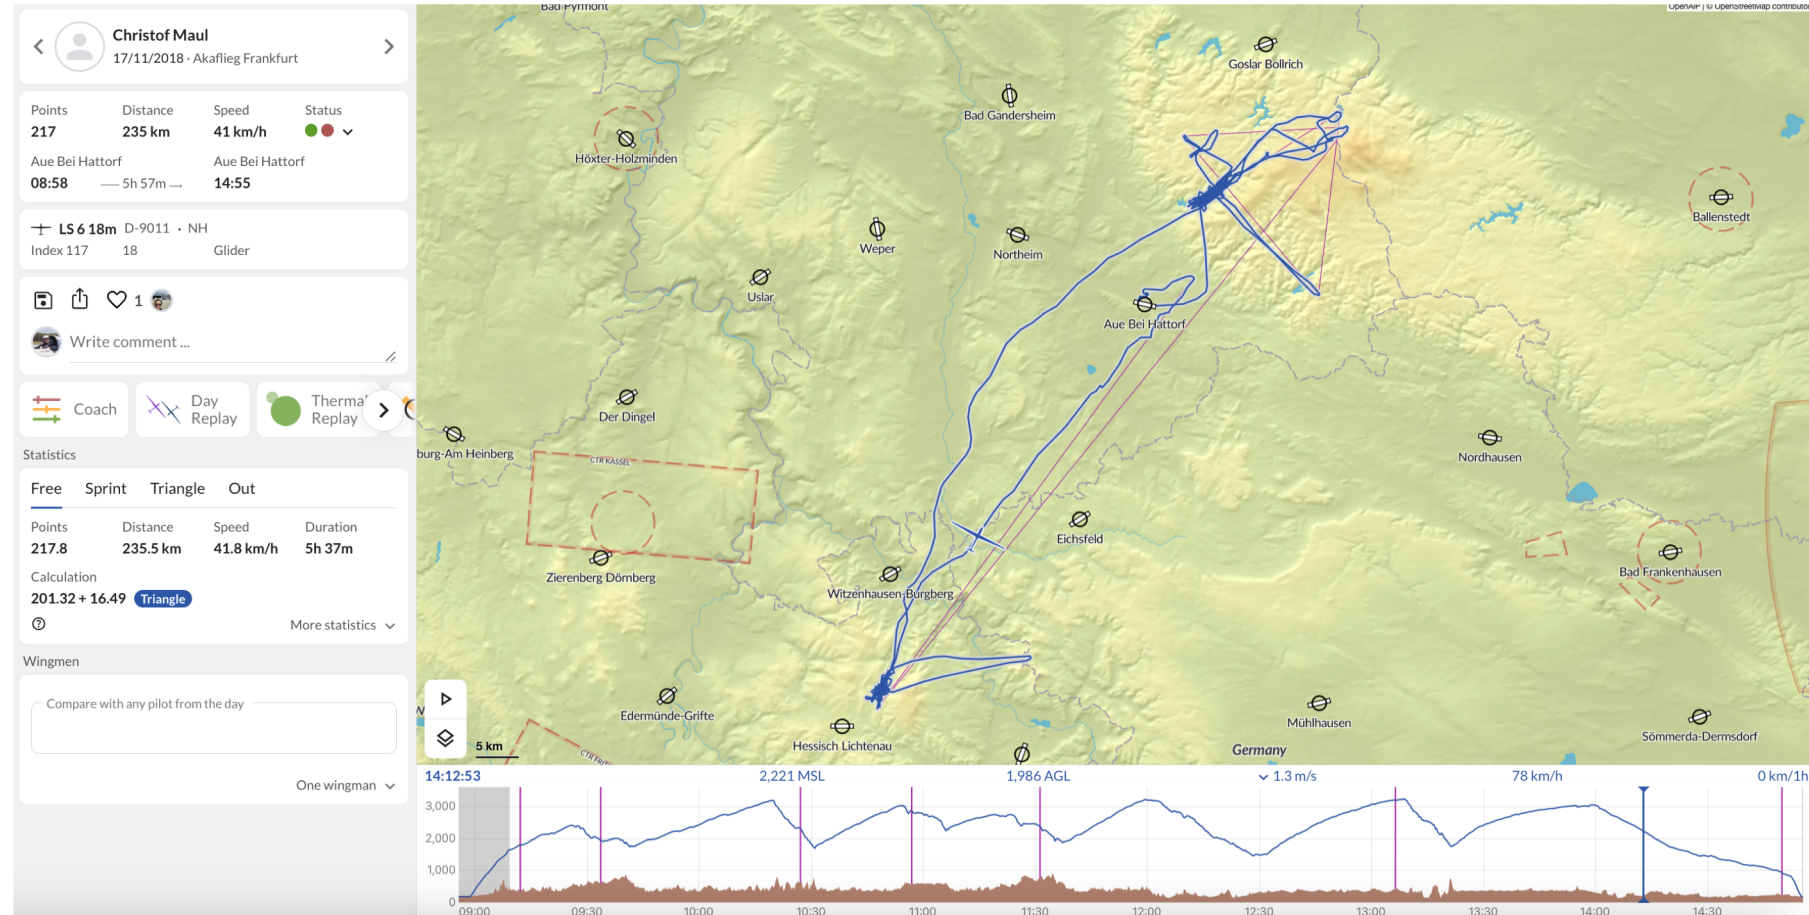 Christof Maul
17/11/2018 · Akaflieg Frankfurt
Points Distance Speed Status
217 235 km 41 km/h
Aue Bei Hattorf Aue Bei Hattorf
08:58 5h 57m 14:55
LS 6 18m D-9011 · NH
Index 117 18 Glider
1
Write comment ...
Coach
Day
Replay
Thermal
Replay
Statistics
Free Sprint Triangle Out
Points Distance Speed Duration
217.8 235.5 km 41.8 km/h 5h 37m
Calculation
201.32 + 16.49 Triangle
More statistics
Wingmen
Compare with any pilot from the day
One wingman
Bad Pyrmont
OpenAIP | © OpenStreetMap contributor
Goslar Bollrich
Bad Gandersheim
Höxter-Holzminden
Ballenstedt
Weper
Northeim
Uslar
Aue Bei Hattorf
Der Dingel
burg-Am Heinberg
Nordhausen
CTR KASSEL
Eichsfeld
Zierenberg Dörnberg
Bad Frankenhausen
Witzenhausen-Burgberg
W
Edermünde-Grifte
Mühlhausen
Sömmerda-Dermsdorf
Hessisch Lichtenau
5 km
Germany
14:12:53 2,221 MSL 1,986 AGL 1.3 m/s 78 km/h 0 km/1h
3,000
2,000
1,000
0
09:00 09:30 10:00 10:30 11:00 11:30 12:00 12:30 13:00 13:30 14:00 14:30